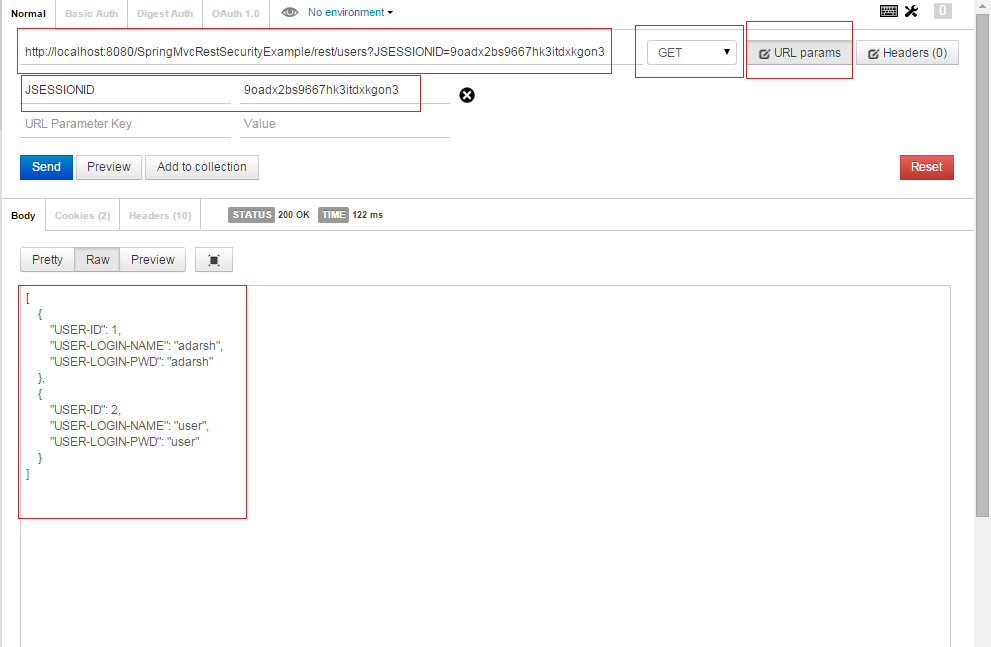 Normal Basic Auth Digest Auth OAuth 1.0 No environment 0
http://localhost:8080/SpringMvcRestSecurityExample/rest/users?JSESSIONID=9oadx2bs9667hk3itdxkgon3 GET URL params Headers (0)
JSESSIONID 9oadx2bs9667hk3itdxkgon3
URL Parameter Key Value
Send Preview Add to collection Reset
Body Cookies (2) Headers (10) STATUS 200 OK TIME 122 ms
Pretty Raw Preview
[
{
"USER-ID": 1,
"USER-LOGIN-NAME": "adarsh",
"USER-LOGIN-PWD": "adarsh"
},
{
"USER-ID": 2,
"USER-LOGIN-NAME": "user",
"USER-LOGIN-PWD": "user"
}
]